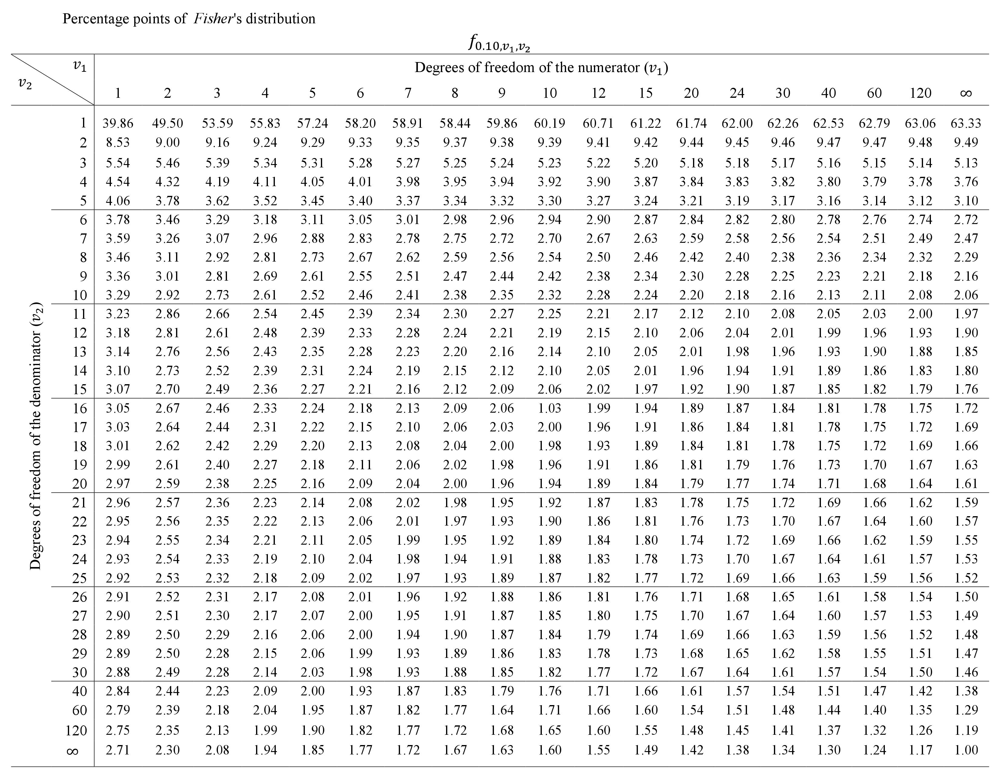 Percentage points of Fisher's distribution
f0.10,v1,v2
v1
v2
Degrees of freedom of the numerator (v1)
1 2 3 4 5 6 7 8 9 10 12 15 20 24 30 40 60 120 ∞
Degrees of freedom of the denominator (v2)
1 39.86 49.50 53.59 55.83 57.24 58.20 58.91 58.44 59.86 60.19 60.71 61.22 61.74 62.00 62.26 62.53 62.79 63.06 63.33
2 8.53 9.00 9.16 9.24 9.29 9.33 9.35 9.37 9.38 9.39 9.41 9.42 9.44 9.45 9.46 9.47 9.47 9.48 9.49
3 5.54 5.46 5.39 5.34 5.31 5.28 5.27 5.25 5.24 5.23 5.22 5.20 5.18 5.18 5.17 5.16 5.15 5.14 5.13
4 4.54 4.32 4.19 4.11 4.05 4.01 3.98 3.95 3.94 3.92 3.90 3.87 3.84 3.83 3.82 3.80 3.79 3.78 3.76
5 4.06 3.78 3.62 3.52 3.45 3.40 3.37 3.34 3.32 3.30 3.27 3.24 3.21 3.19 3.17 3.16 3.14 3.12 3.10
6 3.78 3.46 3.29 3.18 3.11 3.05 3.01 2.98 2.96 2.94 2.90 2.87 2.84 2.82 2.80 2.78 2.76 2.74 2.72
7 3.59 3.26 3.07 2.96 2.88 2.83 2.78 2.75 2.72 2.70 2.67 2.63 2.59 2.58 2.56 2.54 2.51 2.49 2.47
8 3.46 3.11 2.92 2.81 2.73 2.67 2.62 2.59 2.56 2.54 2.50 2.46 2.42 2.40 2.38 2.36 2.34 2.32 2.29
9 3.36 3.01 2.81 2.69 2.61 2.55 2.51 2.47 2.44 2.42 2.38 2.34 2.30 2.28 2.25 2.23 2.21 2.18 2.16
10 3.29 2.92 2.73 2.61 2.52 2.46 2.41 2.38 2.35 2.32 2.28 2.24 2.20 2.18 2.16 2.13 2.11 2.08 2.06
11 3.23 2.86 2.66 2.54 2.45 2.39 2.34 2.30 2.27 2.25 2.21 2.17 2.12 2.10 2.08 2.05 2.03 2.00 1.97
12 3.18 2.81 2.61 2.48 2.39 2.33 2.28 2.24 2.21 2.19 2.15 2.10 2.06 2.04 2.01 1.99 1.96 1.93 1.90
13 3.14 2.76 2.56 2.43 2.35 2.28 2.23 2.20 2.16 2.14 2.10 2.05 2.01 1.98 1.96 1.93 1.90 1.88 1.85
14 3.10 2.73 2.52 2.39 2.31 2.24 2.19 2.15 2.12 2.10 2.05 2.01 1.96 1.94 1.91 1.89 1.86 1.83 1.80
15 3.07 2.70 2.49 2.36 2.27 2.21 2.16 2.12 2.09 2.06 2.02 1.97 1.92 1.90 1.87 1.85 1.82 1.79 1.76
16 3.05 2.67 2.46 2.33 2.24 2.18 2.13 2.09 2.06 1.03 1.99 1.94 1.89 1.87 1.84 1.81 1.78 1.75 1.72
17 3.03 2.64 2.44 2.31 2.22 2.15 2.10 2.06 2.03 2.00 1.96 1.91 1.86 1.84 1.81 1.78 1.75 1.72 1.69
18 3.01 2.62 2.42 2.29 2.20 2.13 2.08 2.04 2.00 1.98 1.93 1.89 1.84 1.81 1.78 1.75 1.72 1.69 1.66
19 2.99 2.61 2.40 2.27 2.18 2.11 2.06 2.02 1.98 1.96 1.91 1.86 1.81 1.79 1.76 1.73 1.70 1.67 1.63
20 2.97 2.59 2.38 2.25 2.16 2.09 2.04 2.00 1.96 1.94 1.89 1.84 1.79 1.77 1.74 1.71 1.68 1.64 1.61
21 2.96 2.57 2.36 2.23 2.14 2.08 2.02 1.98 1.95 1.92 1.87 1.83 1.78 1.75 1.72 1.69 1.66 1.62 1.59
22 2.95 2.56 2.35 2.22 2.13 2.06 2.01 1.97 1.93 1.90 1.86 1.81 1.76 1.73 1.70 1.67 1.64 1.60 1.57
23 2.94 2.55 2.34 2.21 2.11 2.05 1.99 1.95 1.92 1.89 1.84 1.80 1.74 1.72 1.69 1.66 1.62 1.59 1.55
24 2.93 2.54 2.33 2.19 2.10 2.04 1.98 1.94 1.91 1.88 1.83 1.78 1.73 1.70 1.67 1.64 1.61 1.57 1.53
25 2.92 2.53 2.32 2.18 2.09 2.02 1.97 1.93 1.89 1.87 1.82 1.77 1.72 1.69 1.66 1.63 1.59 1.56 1.52
26 2.91 2.52 2.31 2.17 2.08 2.01 1.96 1.92 1.88 1.86 1.81 1.76 1.71 1.68 1.65 1.61 1.58 1.54 1.50
27 2.90 2.51 2.30 2.17 2.07 2.00 1.95 1.91 1.87 1.85 1.80 1.75 1.70 1.67 1.64 1.60 1.57 1.53 1.49
28 2.89 2.50 2.29 2.16 2.06 2.00 1.94 1.90 1.87 1.84 1.79 1.74 1.69 1.66 1.63 1.59 1.56 1.52 1.48
29 2.89 2.50 2.28 2.15 2.06 1.99 1.93 1.89 1.86 1.83 1.78 1.73 1.68 1.65 1.62 1.58 1.55 1.51 1.47
30 2.88 2.49 2.28 2.14 2.03 1.98 1.93 1.88 1.85 1.82 1.77 1.72 1.67 1.64 1.61 1.57 1.54 1.50 1.46
40 2.84 2.44 2.23 2.09 2.00 1.93 1.87 1.83 1.79 1.76 1.71 1.66 1.61 1.57 1.54 1.51 1.47 1.42 1.38
60 2.79 2.39 2.18 2.04 1.95 1.87 1.82 1.77 1.64 1.71 1.66 1.60 1.54 1.51 1.48 1.44 1.40 1.35 1.29
120 2.75 2.35 2.13 1.99 1.90 1.82 1.77 1.72 1.68 1.65 1.60 1.55 1.48 1.45 1.41 1.37 1.32 1.26 1.19
∞ 2.71 2.30 2.08 1.94 1.85 1.77 1.72 1.67 1.63 1.60 1.55 1.49 1.42 1.38 1.34 1.30 1.24 1.17 1.00